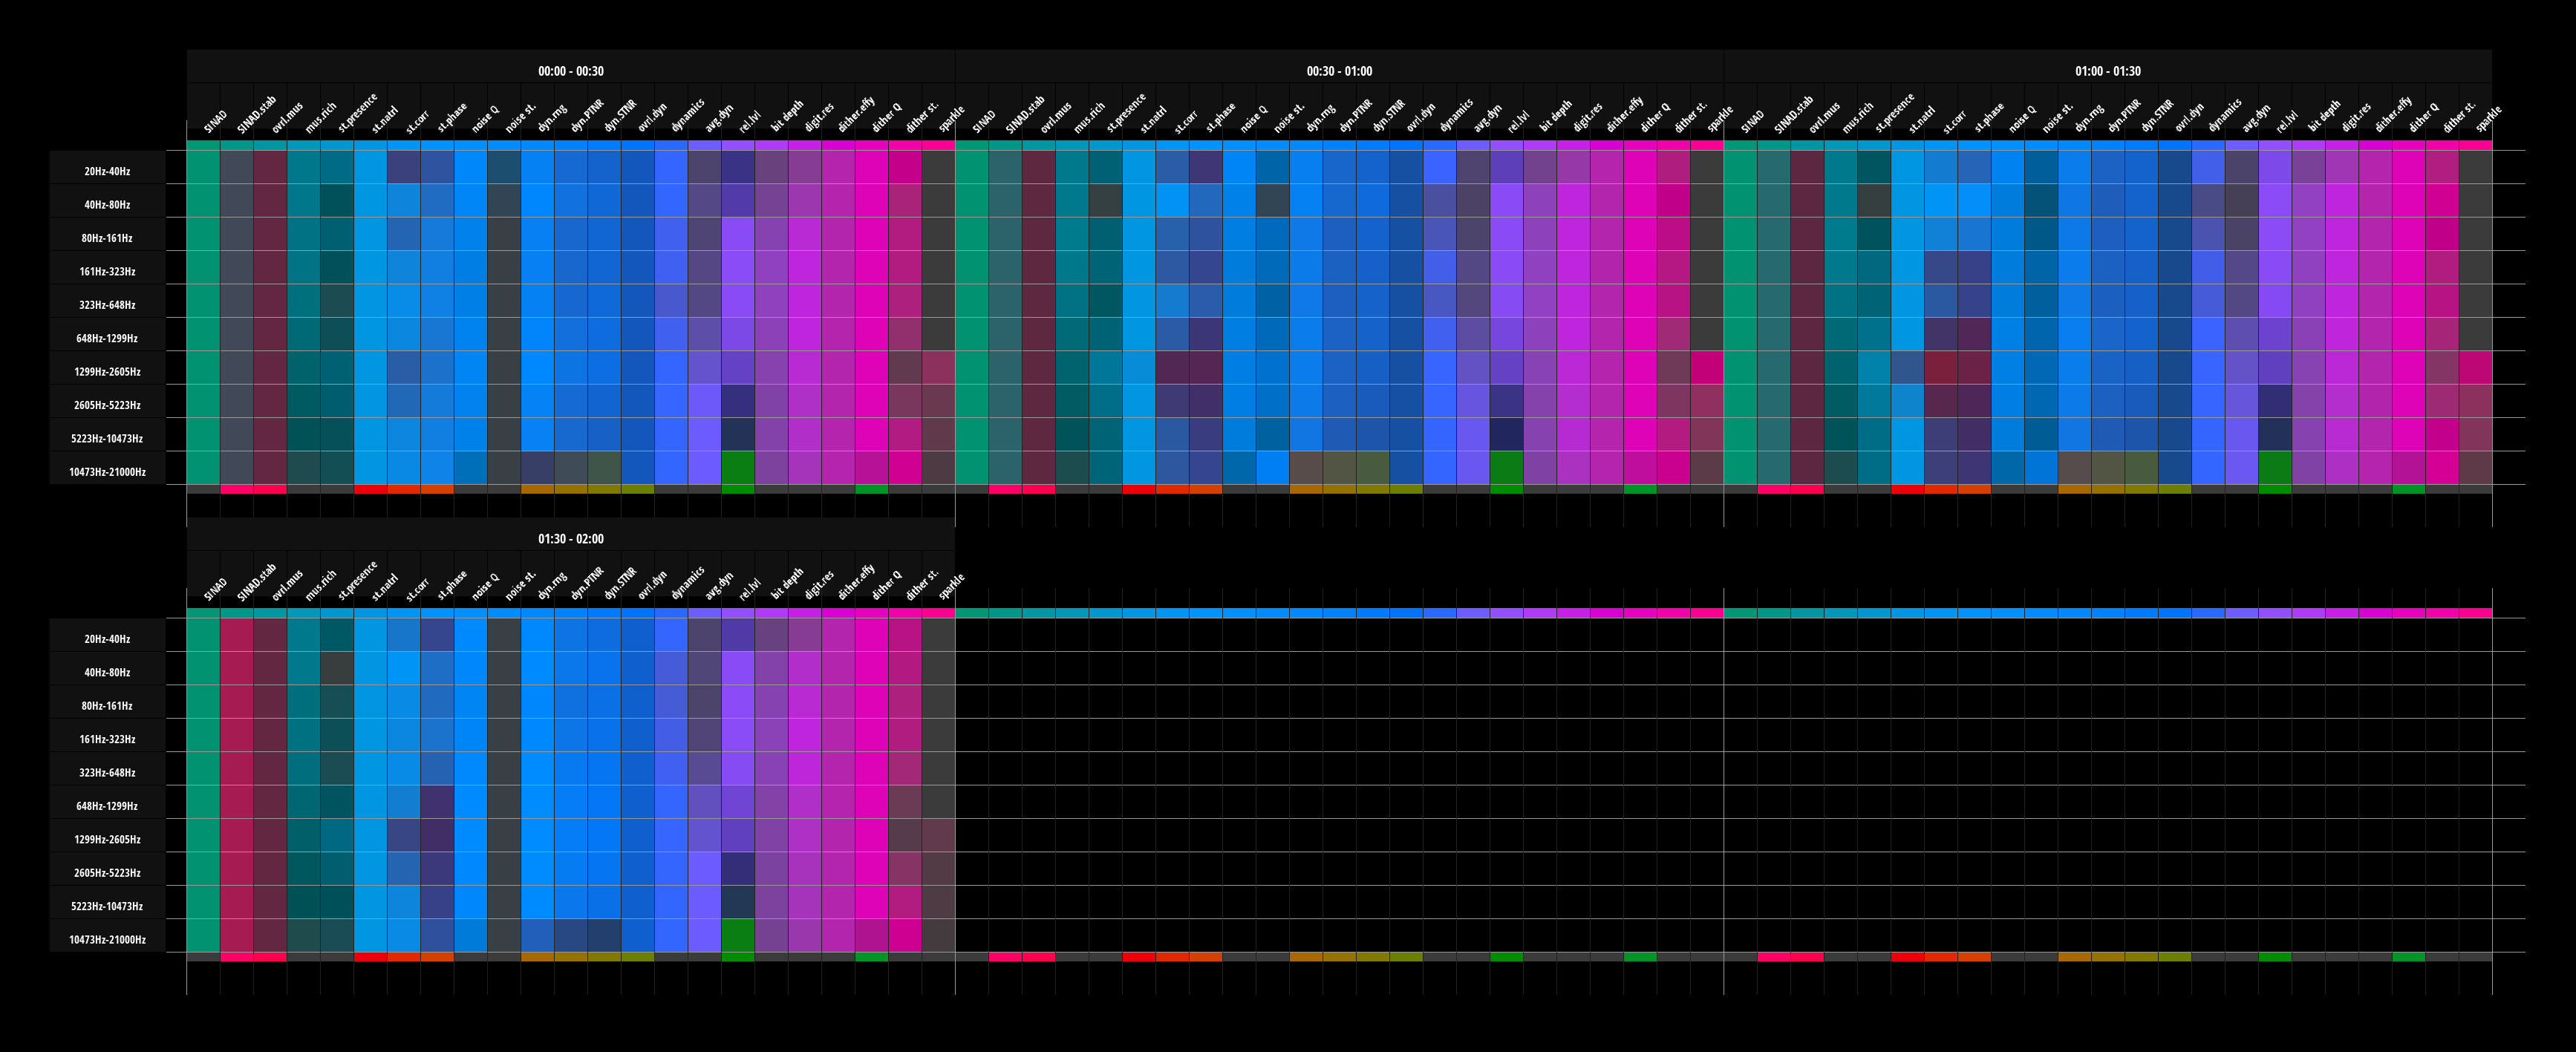 00:00 - 00:30 00:30 - 01:00 01:00 - 01:30
SINAD SINAD.stab ovrl.mus mus.rich st.presence st.natrl st.corr st.phase noise Q noise st. dyn.rng dyn.PTNR dyn.STNR ovrl.dyn dynamics avg.dyn rel.lvl bit depth digit.res dither.effy dither Q dither st. sparkle SINAD SINAD.stab ovrl.mus mus.rich st.presence st.natrl st.corr st.phase noise Q noise st. dyn.rng dyn.PTNR dyn.STNR ovrl.dyn dynamics avg.dyn rel.lvl bit depth digit.res dither.effy dither Q dither st. sparkle SINAD SINAD.stab ovrl.mus mus.rich st.presence st.natrl st.corr st.phase noise Q noise st. dyn.rng dyn.PTNR dyn.STNR ovrl.dyn dynamics avg.dyn rel.lvl bit depth digit.res dither.effy dither Q dither st. sparkle
20Hz-40Hz
40Hz-80Hz
80Hz-161Hz
161Hz-323Hz
323Hz-648Hz
648Hz-1299Hz
1299Hz-2605Hz
2605Hz-5223Hz
5223Hz-10473Hz
10473Hz-21000Hz
01:30 - 02:00
SINAD SINAD.stab ovrl.mus mus.rich st.presence st.natrl st.corr st.phase noise Q noise st. dyn.rng dyn.PTNR dyn.STNR ovrl.dyn dynamics avg.dyn rel.lvl bit depth digit.res dither.effy dither Q dither st. sparkle
20Hz-40Hz
40Hz-80Hz
80Hz-161Hz
161Hz-323Hz
323Hz-648Hz
648Hz-1299Hz
1299Hz-2605Hz
2605Hz-5223Hz
5223Hz-10473Hz
10473Hz-21000Hz